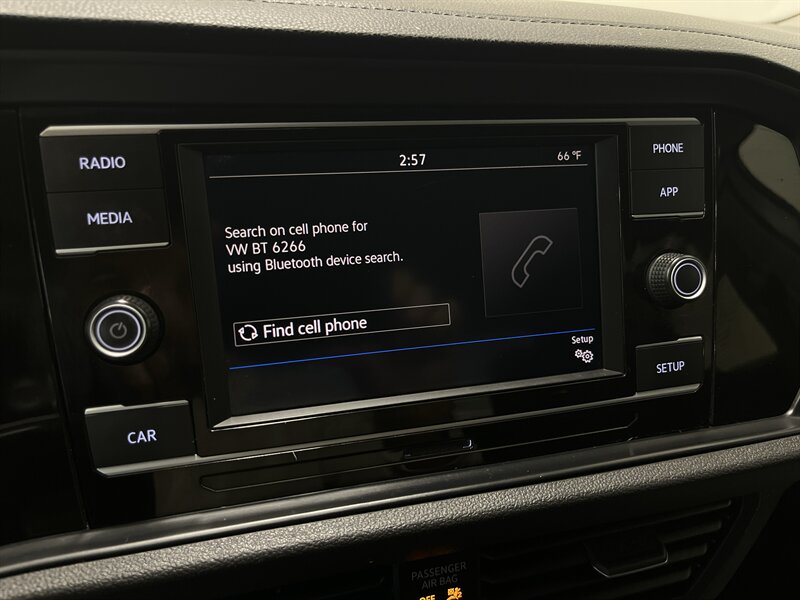 RADIO
MEDIA
CAR
2:57
66 °F
Search on cell phone for
VW BT 6266
using Bluetooth device search.
Find cell phone
Setup
PHONE
APP
SETUP
PASSENGER
AIR BAG
OFF